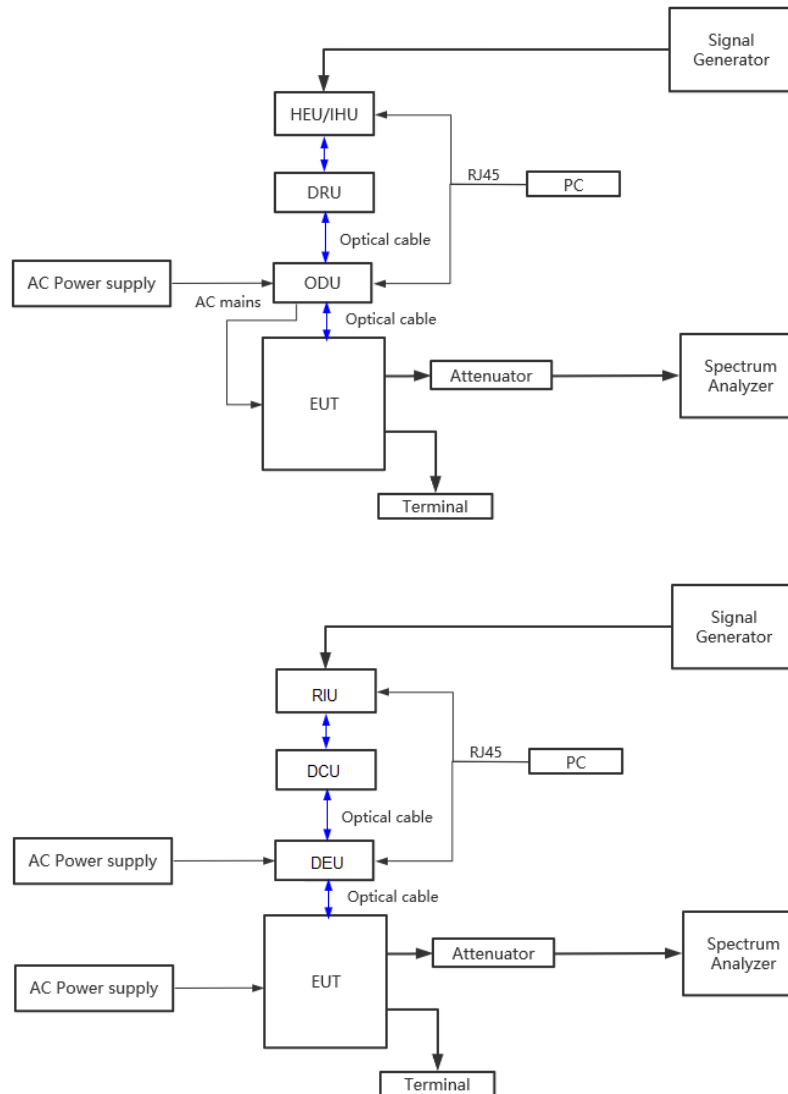 Signal
Generator
HEU/IHU
RJ45
PC
DRU
Optical cable
AC Power supply
ODU
AC mains
Optical cable
EUT
Attenuator
Spectrum
Analyzer
Terminal
Signal
Generator
RIU
RJ45
PC
DCU
Optical cable
AC Power supply
DEU
Optical cable
Attenuator
Spectrum
Analyzer
AC Power supply
EUT
Terminal